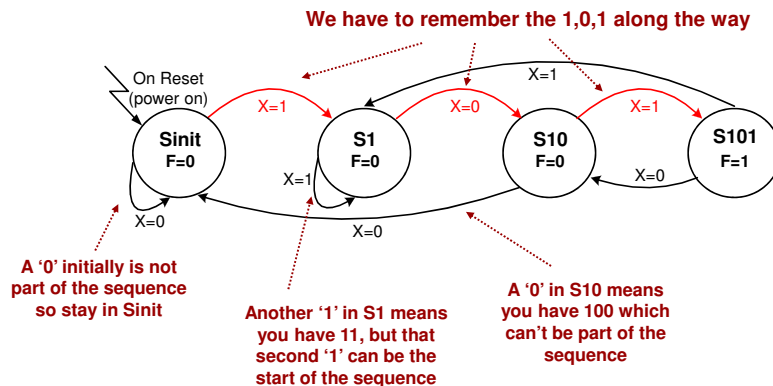 We have to remember the 1,0,1 along the way
On Reset
(power on)
X=1
X=0
X=1
X=1
Sinit
F=0
S1
F=0
S10
F=0
S101
F=1
X=0
X=1
X=0
X=0
A ‘0’ initially is not
part of the sequence
so stay in Sinit
Another ‘1’ in S1 means
you have 11, but that
second ‘1’ can be the
start of the sequence
A ‘0’ in S10 means
you have 100 which
can’t be part of the
sequence